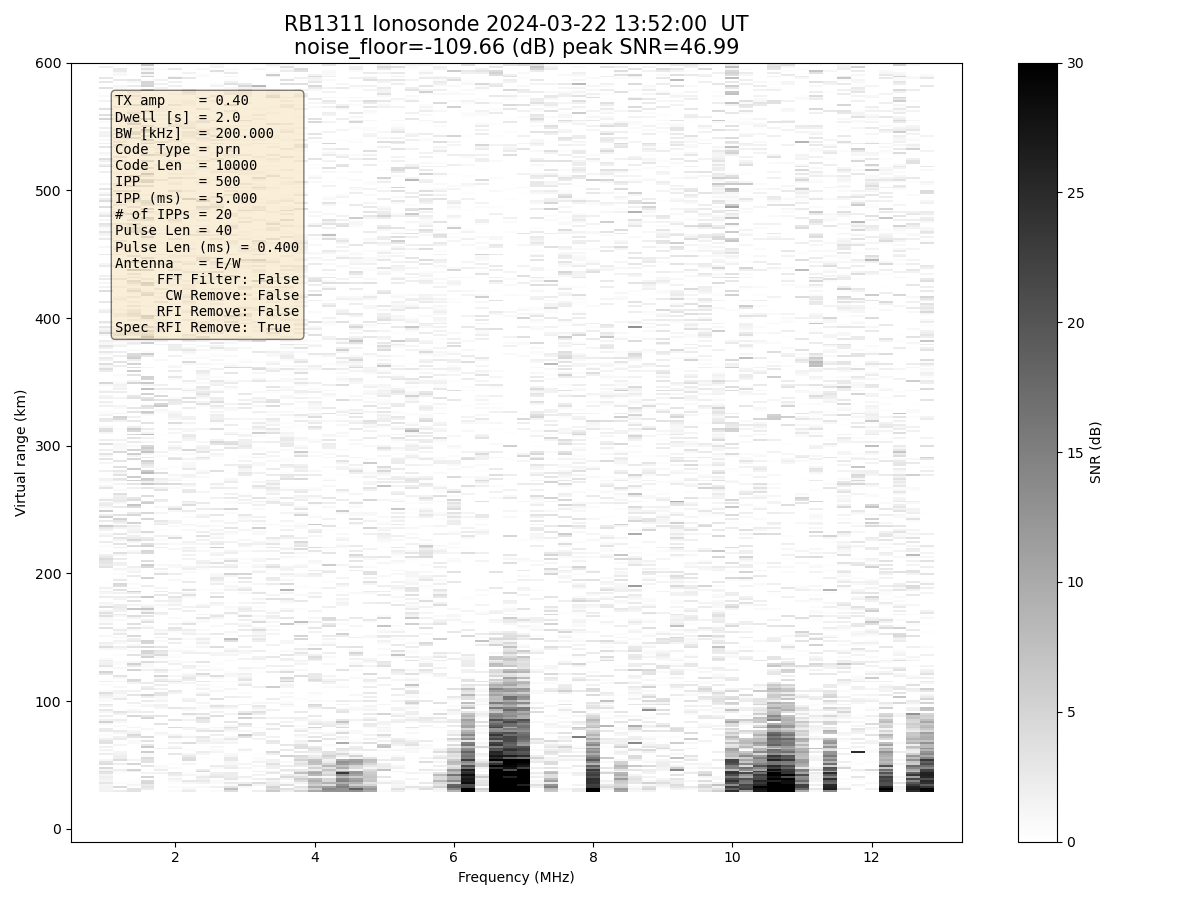 RB1311 Ionosonde 2024-03-22 13:52:00  UT
noise_floor=-109.66 (dB) peak SNR=46.99
600
500
400
300
200
100
0
Virtual range (km)
TX amp    = 0.40
Dwell [s] = 2.0
BW [kHz]  = 200.000
Code Type = prn
Code Len  = 10000
IPP       = 500
IPP (ms)  = 5.000
# of IPPs = 20
Pulse Len = 40
Pulse Len (ms) = 0.400
Antenna   = E/W
FFT Filter: False
CW Remove: False
RFI Remove: False
Spec RFI Remove: True
2 4 6 8 10 12
Frequency (MHz)
30
25
20
15
10
5
0
SNR (dB)